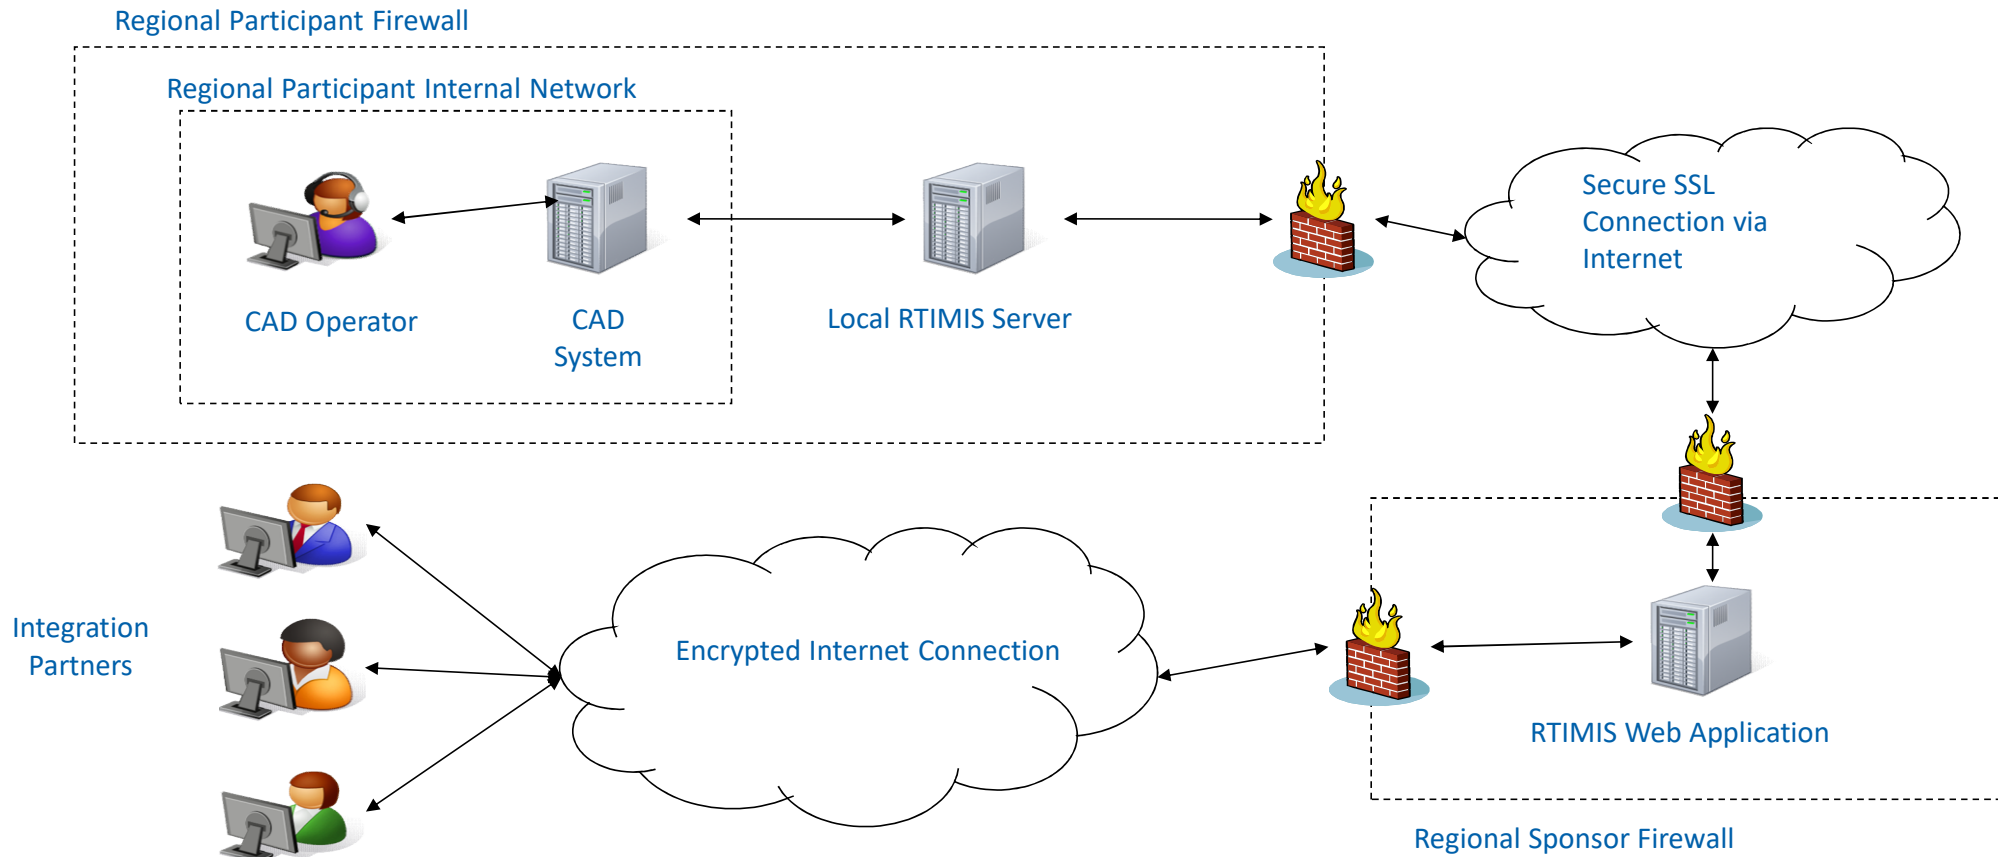 Regional Participant Firewall
Regional Participant Internal Network
CAD Operator
CAD
System
Local RTIMIS Server
Secure SSL
Connection via
Internet
Integration
Partners
Encrypted Internet Connection
RTIMIS Web Application
Regional Sponsor Firewall